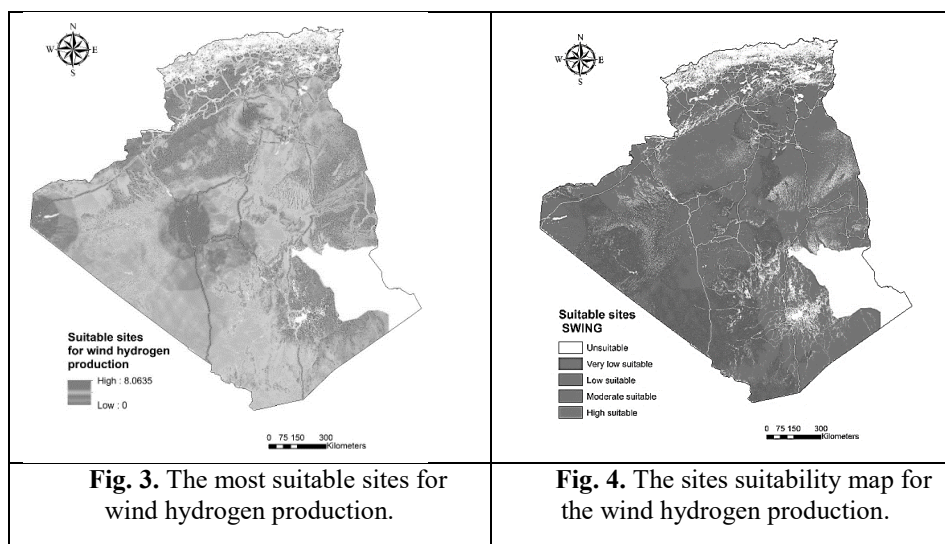 N
W E
S
Suitable sites
for wind hydrogen
production
High : 8.0635
Low : 0
0 75 150 300
Kilometers
N
W E
S
Suitable sites
SWING
Unsuitable
Very low suitable
Low suitable
Moderate suitable
High suitable
0 75 150 300
Kilometers
Fig. 3. The most suitable sites for
wind hydrogen production.
Fig. 4. The sites suitability map for
the wind hydrogen production.